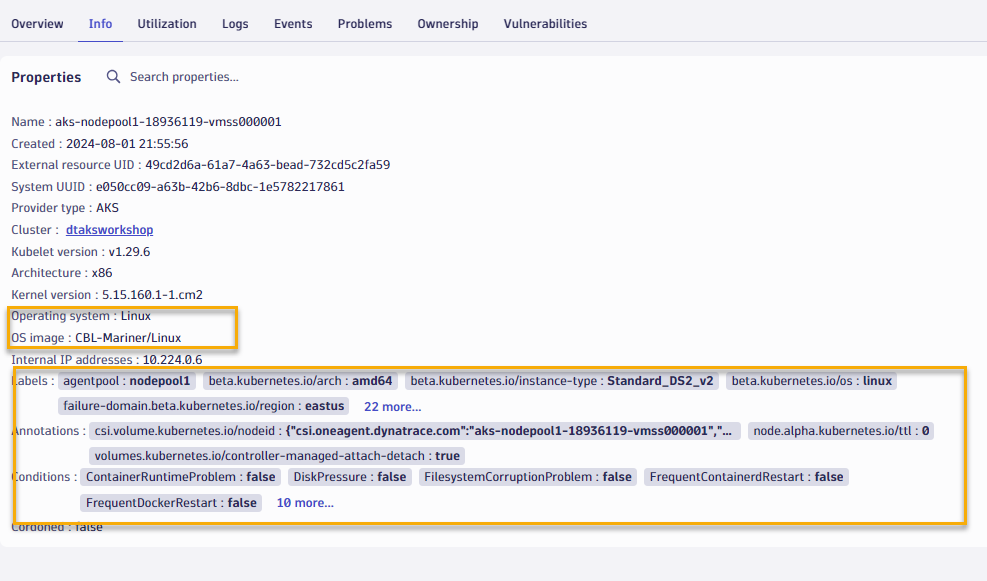 Overview Info Utilization Logs Events Problems Ownership Vulnerabilities
Properties Search properties...
Name : aks-nodepool1-18936119-vmss000001
Created : 2024-08-01 21:55:56
External resource UID : 49cd2d6a-61a7-4a63-bead-732cd5c2fa59
System UUID : e050cc09-a63b-42b6-8dbc-1e5782217861
Provider type : AKS
Cluster : dtaksworkshop
Kubelet version : v1.29.6
Architecture : x86
Kernel version : 5.15.160.1-1.cm2
Operating system : Linux
OS image : CBL-Mariner/Linux
Internal IP addresses : 10.224.0.6
Labels : agentpool : nodepool1 beta.kubernetes.io/arch : amd64 beta.kubernetes.io/instance-type : Standard_DS2_v2 beta.kubernetes.io/os : linux
failure-domain.beta.kubernetes.io/region : eastus 22 more...
Annotations : csi.volume.kubernetes.io/nodeid : {"csi.oneagent.dynatrace.com":"aks-nodepool1-18936119-vmss000001","... node.alpha.kubernetes.io/ttl : 0
volumes.kubernetes.io/controller-managed-attach-detach : true
Conditions : ContainerRuntimeProblem : false DiskPressure : false FilesystemCorruptionProblem : false FrequentContainerdRestart : false
FrequentDockerRestart : false 10 more...
Cordoned : false